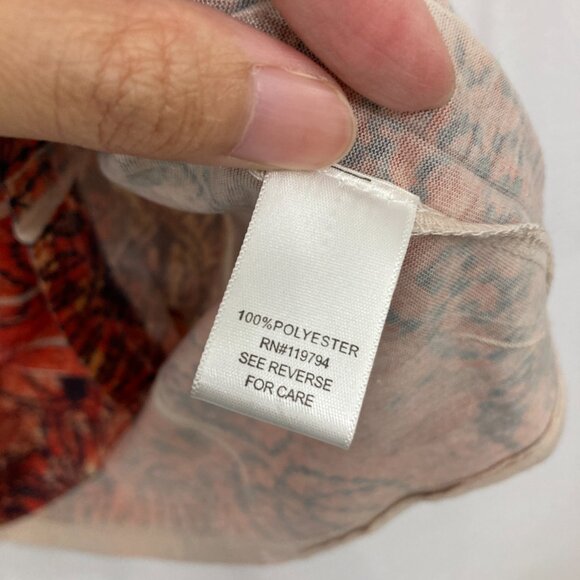 100%POLYESTER
RN#119794
SEE REVERSE
FOR CARE